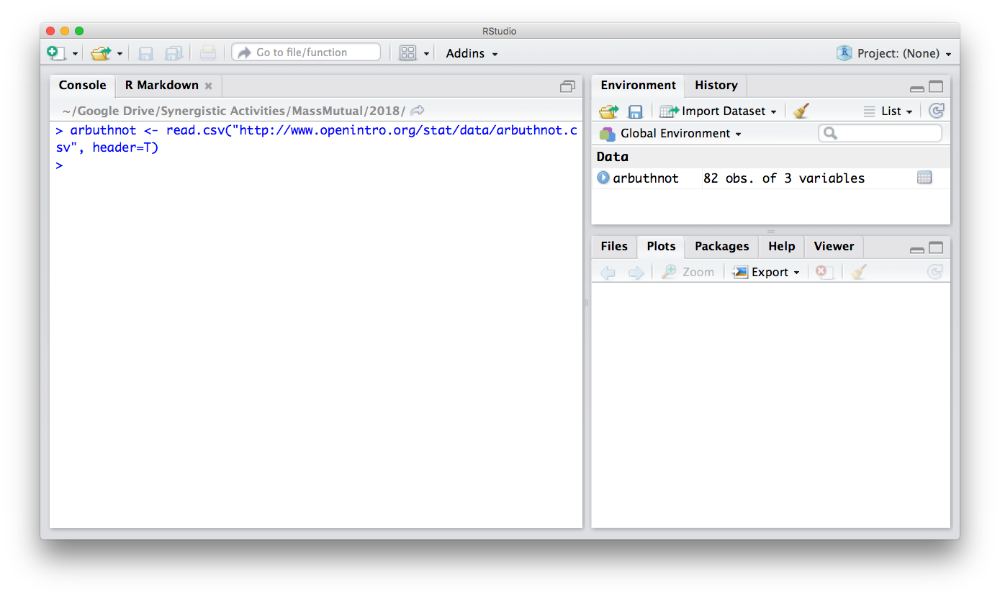 RStudio
Go to file/function
Addins
Project: (None)
Console
R Markdown
~/Google Drive/Synergistic Activities/MassMutual/2018/
> arbuthnot <- read.csv("http://www.openintro.org/stat/data/arbuthnot.c
sv", header=T)
>
Environment
History
Import Dataset
List
Global Environment
Data
arbuthnot 82 obs. of 3 variables
Files
Plots
Packages
Help
Viewer
Zoom
Export